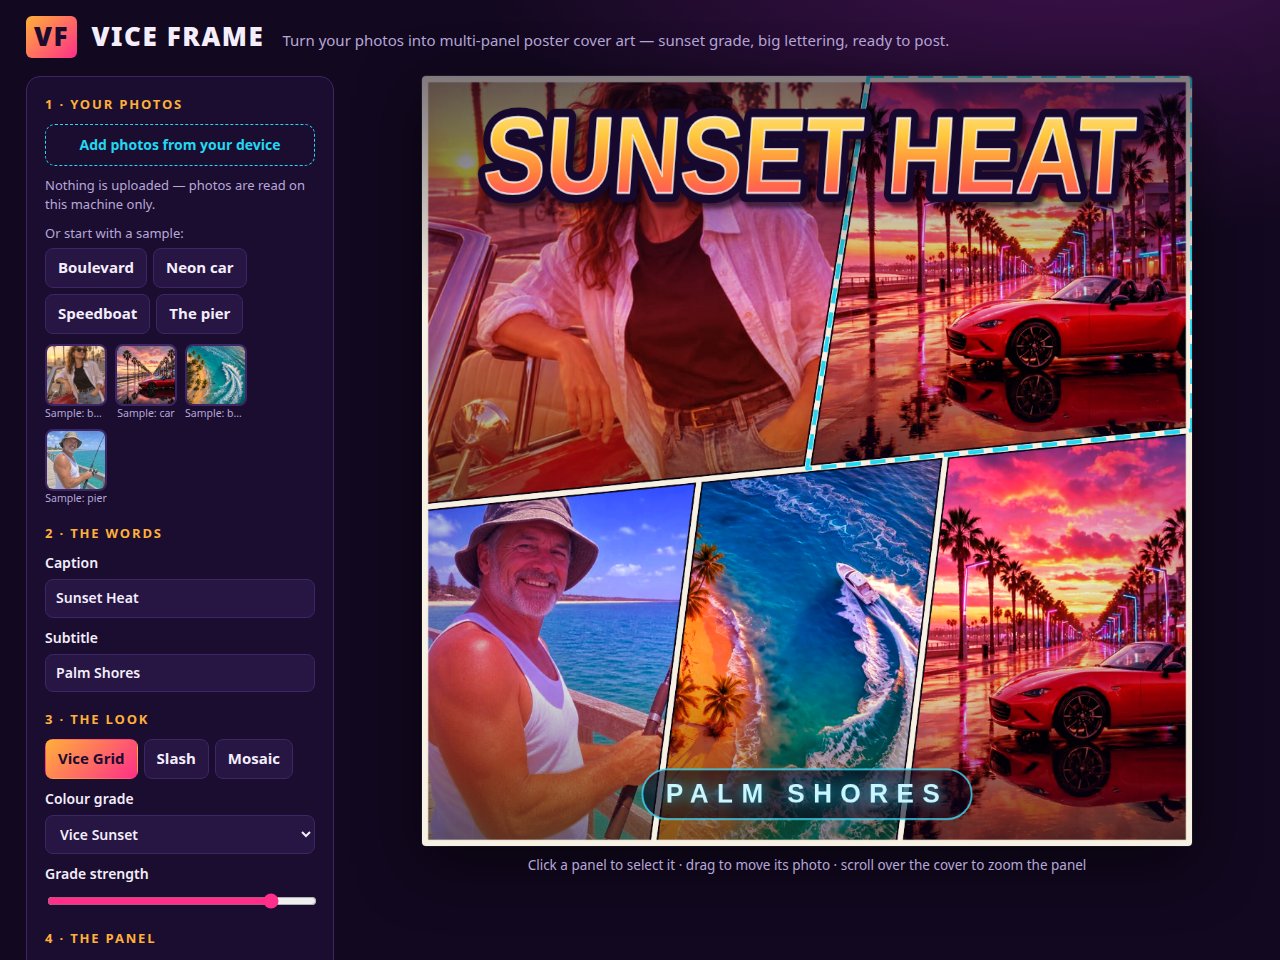 VF VICE FRAME Turn your photos into multi-panel poster cover art — sunset grade, big lettering, ready to post.
1 · YOUR PHOTOS
Add photos from your device
Nothing is uploaded — photos are read on
this machine only.
Or start with a sample:
Boulevard Neon car
Speedboat The pier
Sample: b... Sample: car Sample: b...
Sample: pier
2 · THE WORDS
Caption
Sunset Heat
Subtitle
Palm Shores
3 · THE LOOK
Vice Grid Slash Mosaic
Colour grade
Vice Sunset
Grade strength
4 · THE PANEL
SUNSET HEAT
PALM SHORES
Click a panel to select it · drag to move its photo · scroll over the cover to zoom the panel